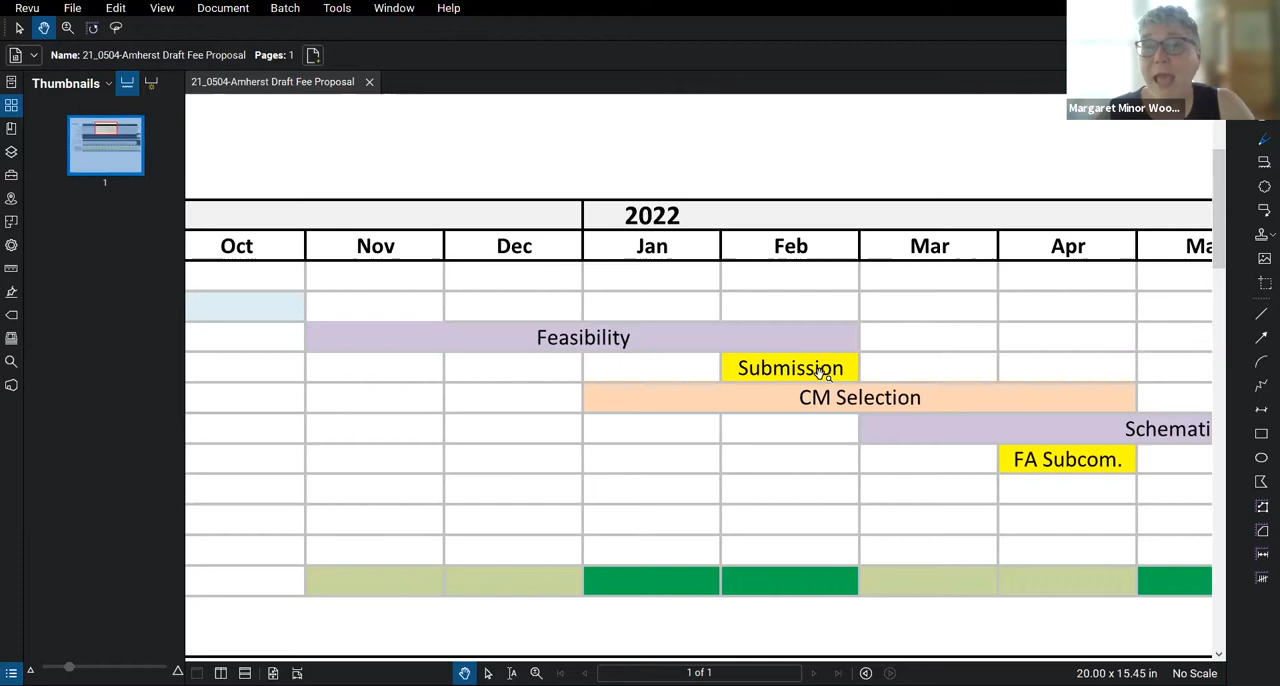 Revu File Edit View Document Batch Tools Window Help
Name: 21_0504-Amherst Draft Fee Proposal Pages: 1
Thumbnails
21_0504-Amherst Draft Fee Proposal
Margaret Minor Woo...
1
2022
Oct Nov Dec Jan Feb Mar Apr Ma
Feasibility
Submission
CM Selection
Schemati
FA Subcom.
1 of 1
20.00 x 15.45 in No Scale